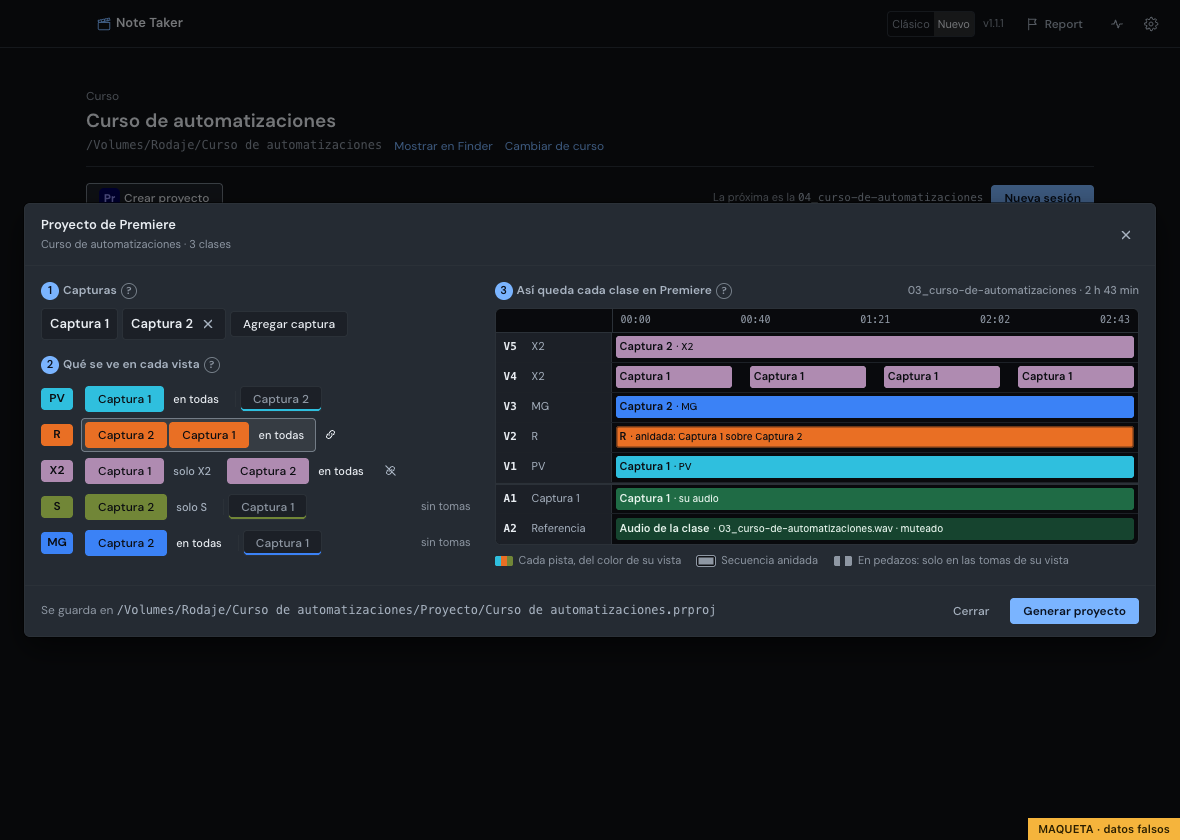 Note Taker
Clásico Nuevo v1.1.1 Report
Curso
Curso de automatizaciones
/Volumes/Rodaje/Curso de automatizaciones Mostrar en Finder Cambiar de curso
Pr Crear proyecto
La próxima es la 04_curso-de-automatizaciones Nueva sesión
Proyecto de Premiere
Curso de automatizaciones · 3 clases
1 Capturas ?
Captura 1 Captura 2 × Agregar captura
2 Qué se ve en cada vista ?
PV Captura 1 en todas Captura 2
R Captura 2 Captura 1 en todas
X2 Captura 1 solo X2 Captura 2 en todas
S Captura 2 solo S Captura 1 sin tomas
MG Captura 2 en todas Captura 1 sin tomas
3 Así queda cada clase en Premiere ? 03_curso-de-automatizaciones · 2 h 43 min
00:00 00:40 01:21 02:02 02:43
V5 X2 Captura 2 · X2
V4 X2 Captura 1 Captura 1 Captura 1 Captura 1
V3 MG Captura 2 · MG
V2 R R · anidada: Captura 1 sobre Captura 2
V1 PV Captura 1 · PV
A1 Captura 1 Captura 1 · su audio
A2 Referencia Audio de la clase · 03_curso-de-automatizaciones.wav · muteado
Cada pista, del color de su vista Secuencia anidada En pedazos: solo en las tomas de su vista
Se guarda en /Volumes/Rodaje/Curso de automatizaciones/Proyecto/Curso de automatizaciones.prproj
Cerrar Generar proyecto
MAQUETA · datos falsos